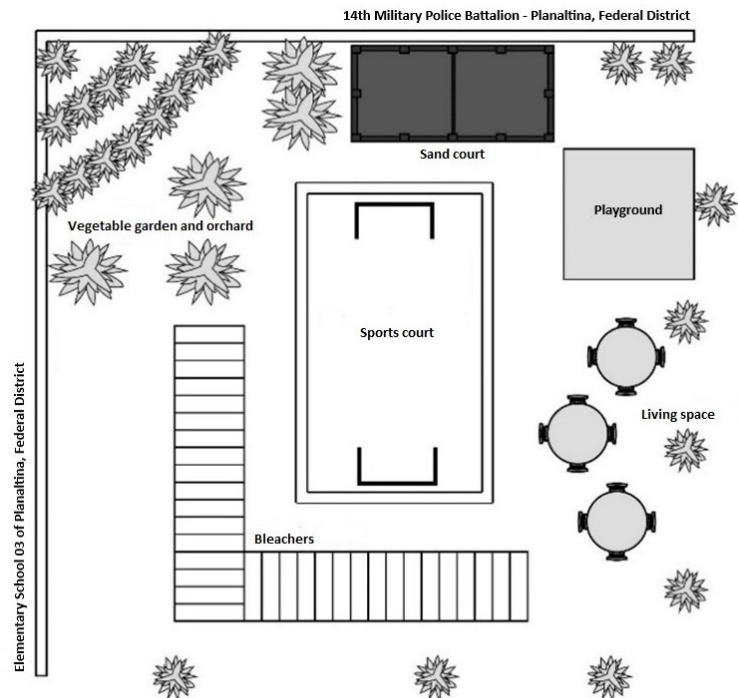 14th Military Police Battalion - Planaltina, Federal District
Sand court
Playground
Vegetable garden and orchard
Sports court
Living space
Bleachers
Elementary School 03 of Planaltina, Federal District